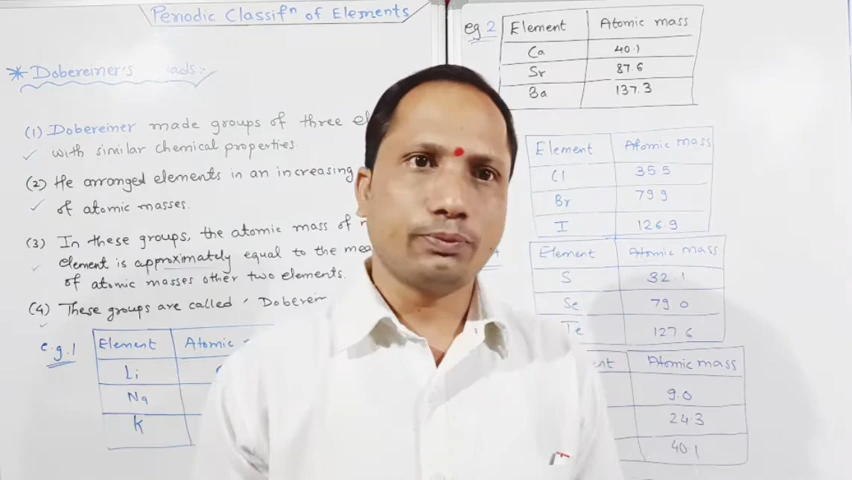 Periodic Classifn of Elements
* Dobereiner's
(1) Dobereiner made groups of three
with similar chemical properties
(2) He arranged elements in an increasing
of atomic masses.
(3) In these groups, the atomic mass of
element is approximately equal to the
of atomic masses other two elements.
(4) These groups are called '
e.g.1
Element Atomic
Li
Na
K
eg 2
Element Atomic mass
Ca 40.1
Sr 87.6
Ba 137.3
Element Atomic mass
Cl 35.5
Br 79.9
I 126.9
Element Atomic mass
S 32.1
Se 79.0
Te 127.6
Atomic mass
9.0
24.3
40.1